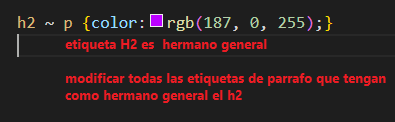 h2 ~ p {color:rgb(187, 0, 255);}
etiqueta H2 es hermano general
modificar todas las etiquetas de parrafo que tengan
como hermano general el h2